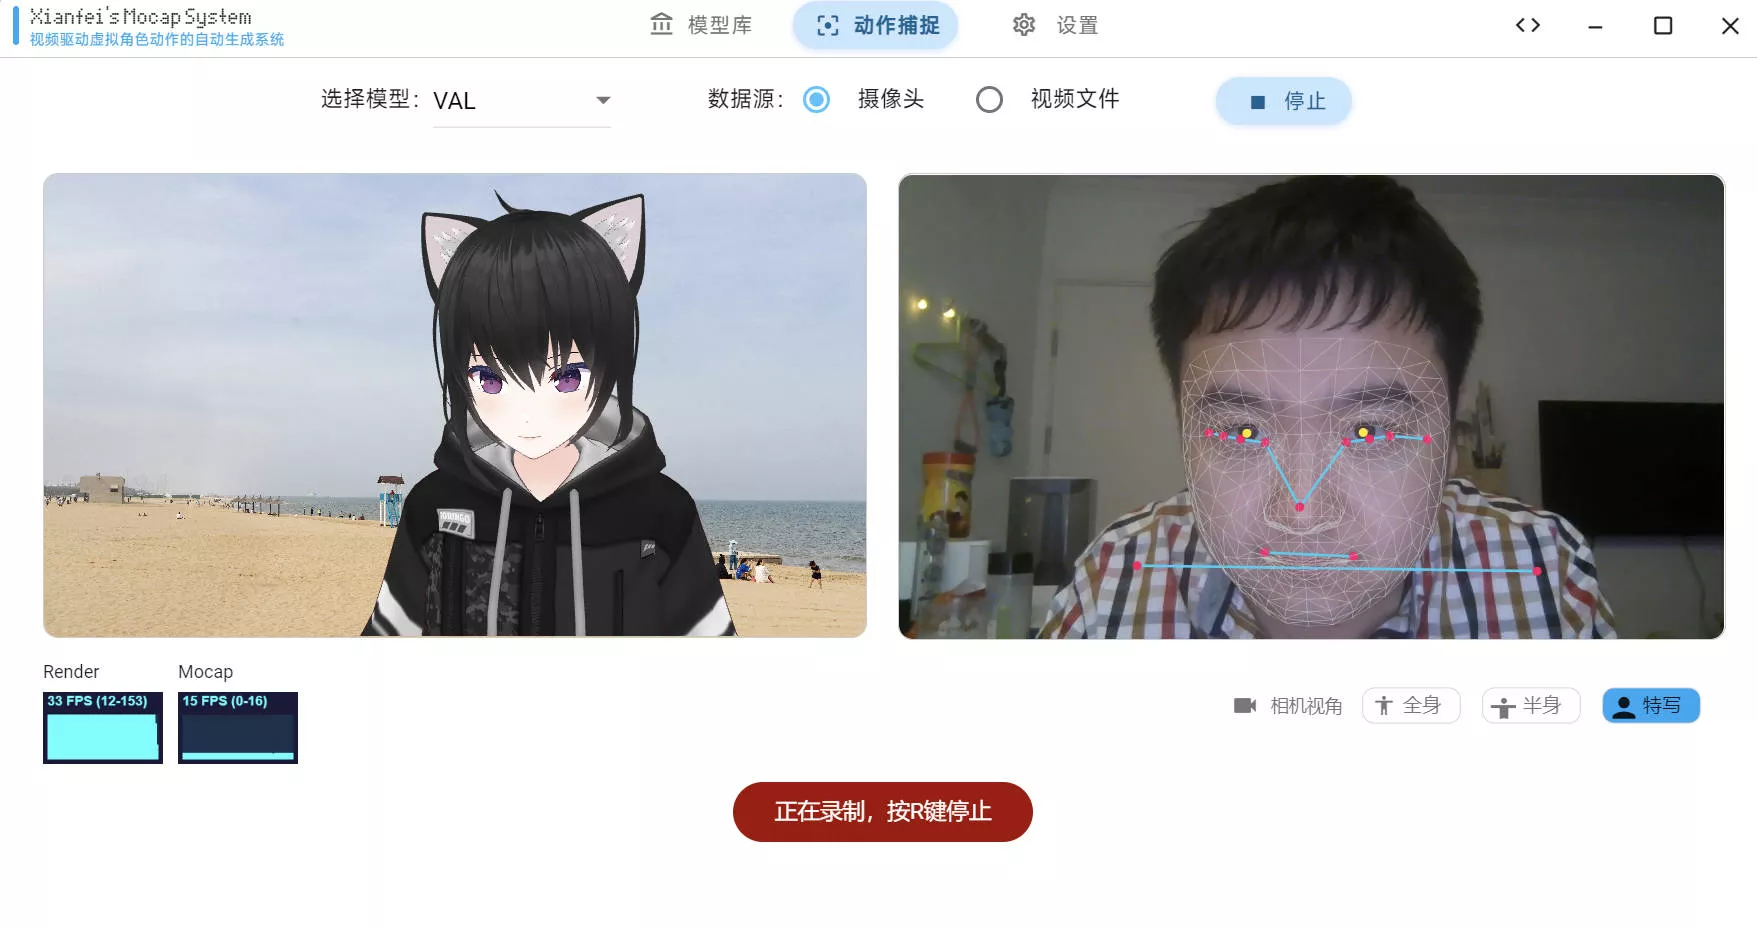 Xianfei's Mocap System
视频驱动虚拟角色动作的自动生成系统
模型库
动作捕捉
设置
选择模型：
VAL
数据源：
摄像头
视频文件
停止
Render
Mocap
33 FPS (12-153)
15 FPS (0-16)
相机视角
全身
半身
特写
正在录制，按R键停止